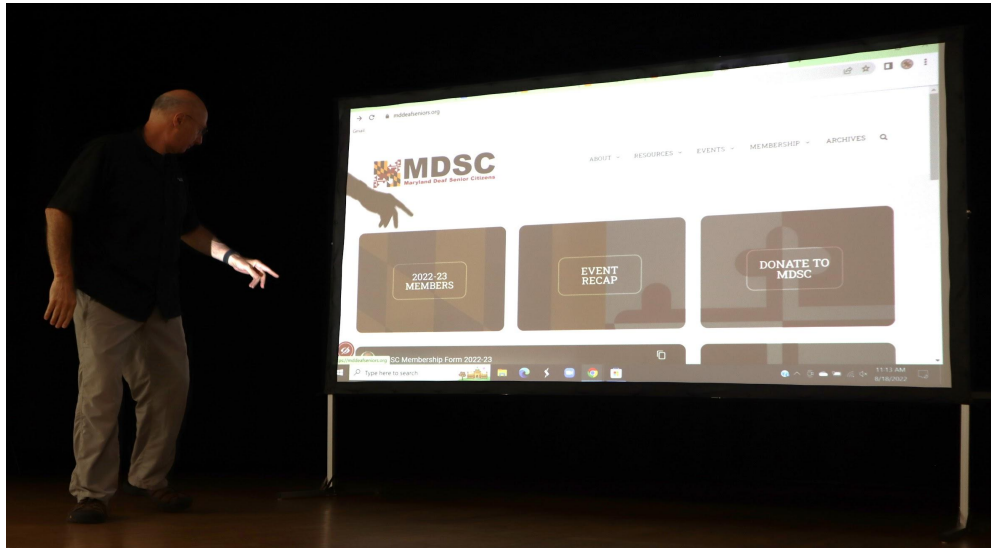 mddeafseniors.org
Gmail
MDSC
Maryland Deaf Senior Citizens
ABOUT
RESOURCES
EVENTS
MEMBERSHIP
ARCHIVES
2022-23
MEMBERS
EVENT
RECAP
DONATE TO
MDSC
SC Membership Form 2022-23
Type here to search
11:13 AM
8/18/2022